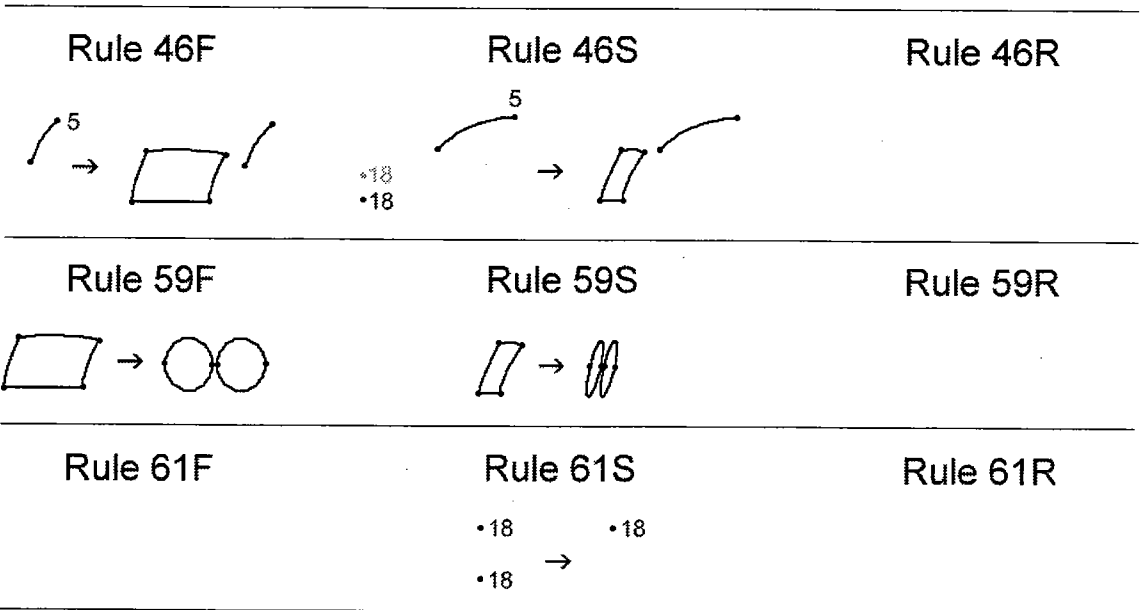 Rule 46F Rule 46S Rule 46R
5 5
→ •18 →
•18
Rule 59F Rule 59S Rule 59R
→ →
Rule 61F Rule 61S Rule 61R
•18 •18
→
•18